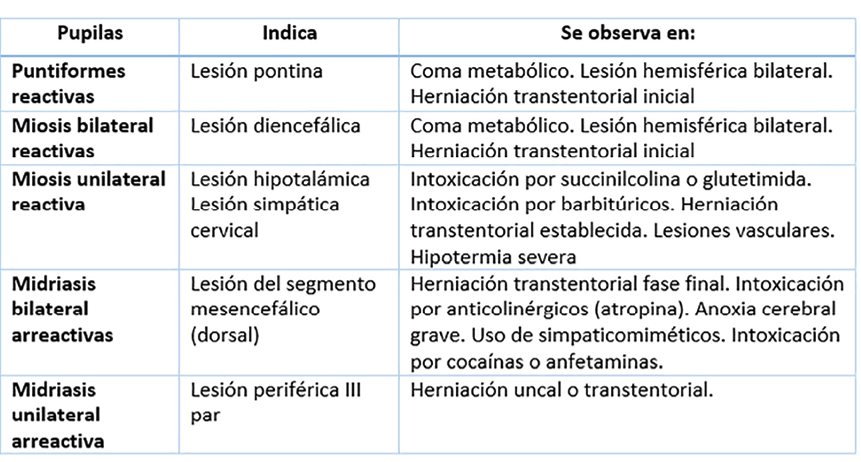 Pupilas
Indica
Se observa en:
Puntiformes
reactivas
Lesión pontina
Coma metabólico. Lesión hemisférica bilateral.
Herniación transtentorial inicial
Miosis bilateral
reactivas
Lesión diencefálica
Coma metabólico. Lesión hemisférica bilateral.
Herniación transtentorial inicial
Miosis unilateral
reactiva
Lesión hipotalámica
Lesión simpática
cervical
Intoxicación por succinilcolina o glutetimida.
Intoxicación por barbitúricos. Herniación
transtentorial establecida. Lesiones vasculares.
Hipotermia severa
Midriasis
bilateral
arreactivas
Lesión del segmento
mesencefálico
(dorsal)
Herniación transtentorial fase final. Intoxicación
por anticolinérgicos (atropina). Anoxia cerebral
grave. Uso de simpaticomiméticos. Intoxicación
por cocaínas o anfetaminas.
Midriasis
unilateral
arreactiva
Lesión periférica III
par
Herniación uncal o transtentorial.